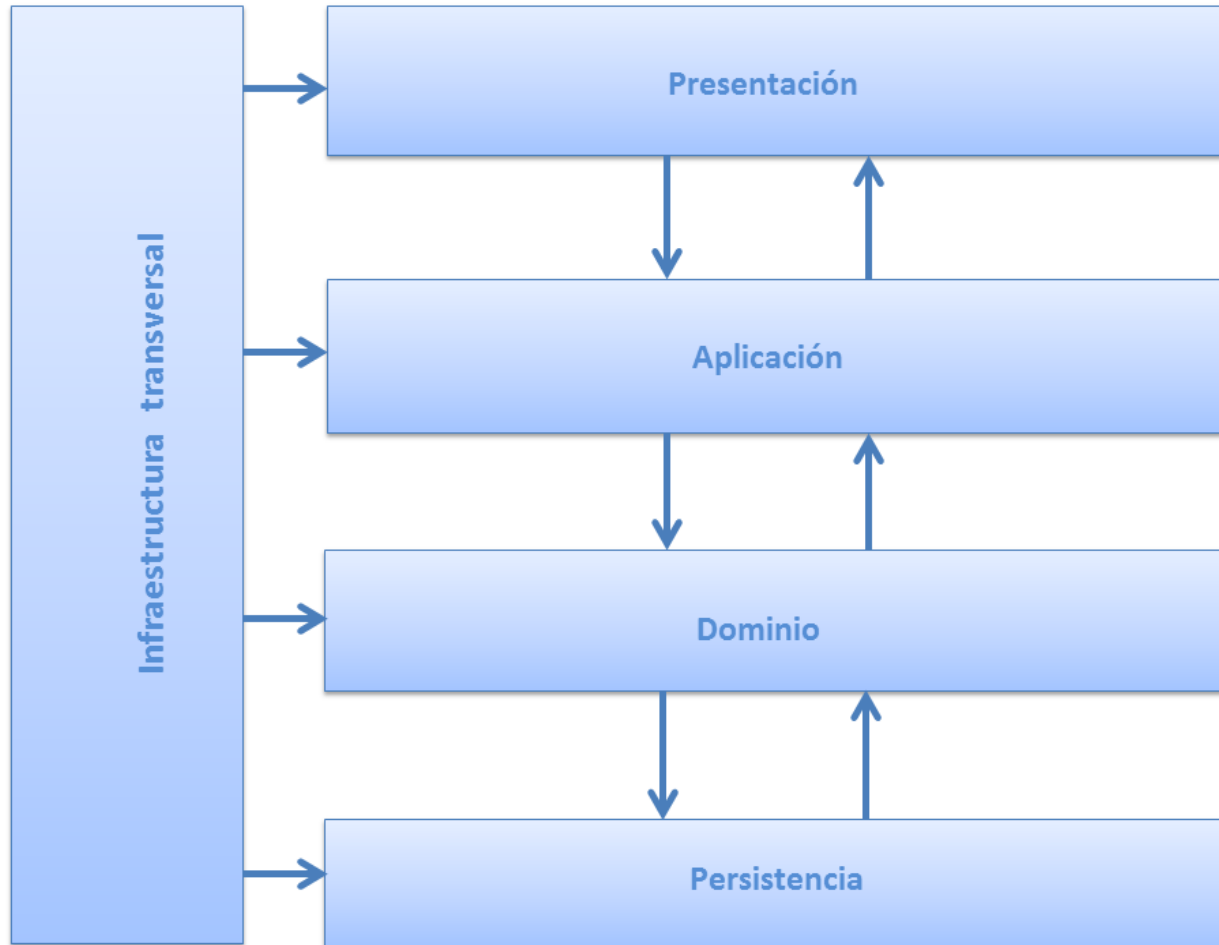 Infraestructura transversal
Presentación
Aplicación
Dominio
Persistencia